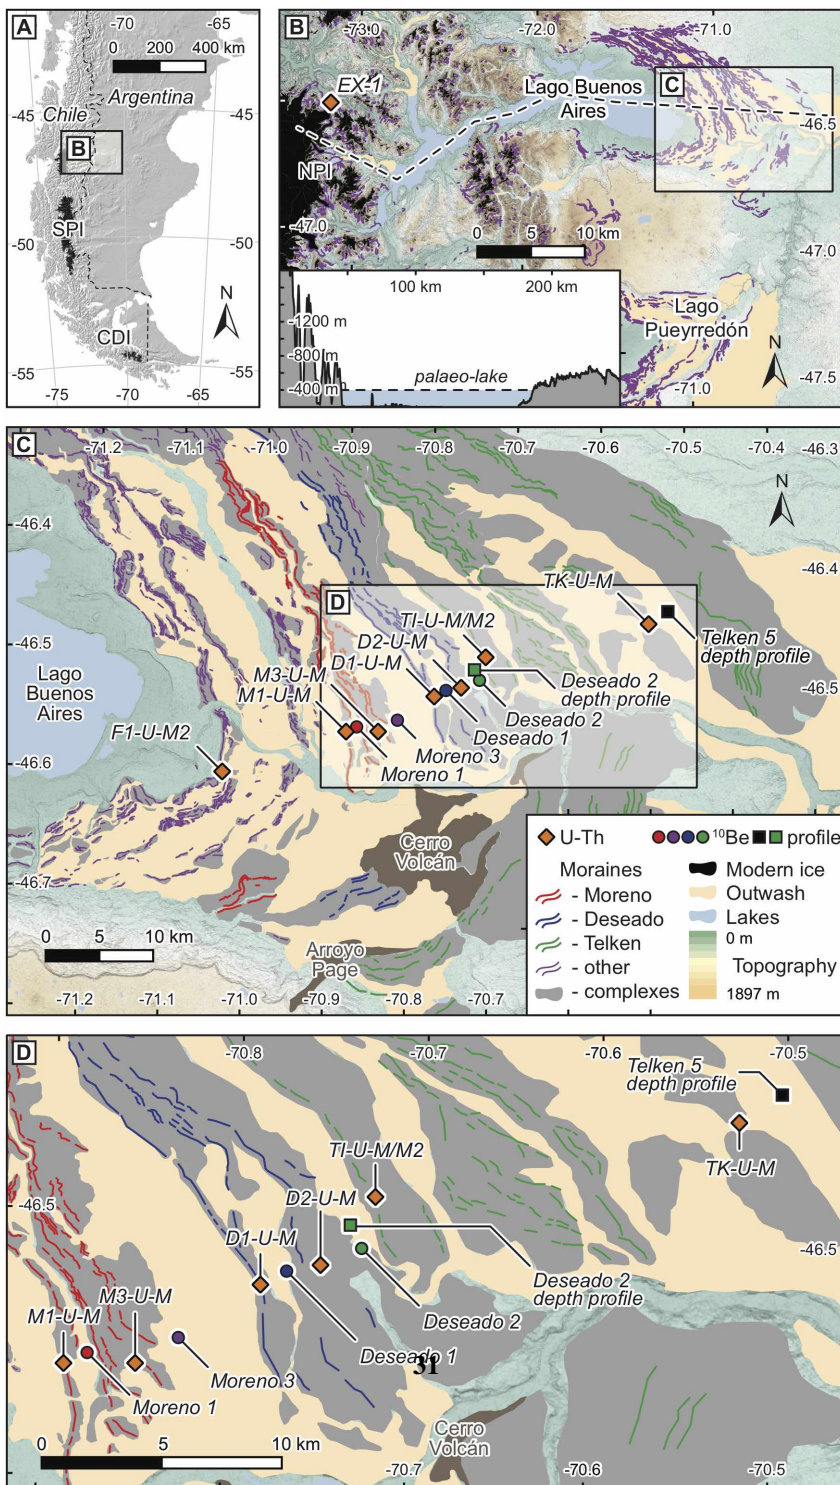 A
-70
-65
0 200 400 km
Argentina
-45
Chile
-45
B
SPI
-50
-50
N
CDI
-55
-55
-75
-70
-65
B
-73.0
-72.0
-71.0
EX-1
Lago Buenos
Aires
C
-46.5
NPI
-47.0
0 5 10 km
-47.0
100 km
200 km
-1200 m
-800 m
palaeo-lake
-400 m
Lago
Pueyrredón
N
-71.0
-47.5
C
-71.2
-71.1
-71.0
-70.9
-70.8
-70.7
-70.6
-70.5
-70.4
-46.3
N
-46.4
-46.4
TK-U-M
D
TI-U-M/M2
D2-U-M
D1-U-M
Telken 5
depth profile
-46.5
M3-U-M
M1-U-M
Deseado 2
depth profile
-46.5
Lago
Buenos
Aires
Deseado 2
Deseado 1
F1-U-M2
Moreno 3
Moreno 1
-46.6
Cerro
Volcán
-46.7
0 5 10 km
Arroyo
Page
-71.2
-71.1
-71.0
-70.9
-70.8
-70.7
U-Th
10Be
profile
Moraines
- Moreno
- Deseado
- Telken
- other
- complexes
Modern ice
Outwash
Lakes
0 m
Topography
1897 m
D
-70.8
-70.7
-70.6
-70.5
Telken 5
depth profile
TI-U-M/M2
TK-U-M
D2-U-M
-46.5
D1-U-M
-46.5
Deseado 2
depth profile
M3-U-M
M1-U-M
Deseado 2
Deseado 1
31
Moreno 3
Moreno 1
Cerro
Volcán
0 5 10 km
-70.7
-70.6
-70.5